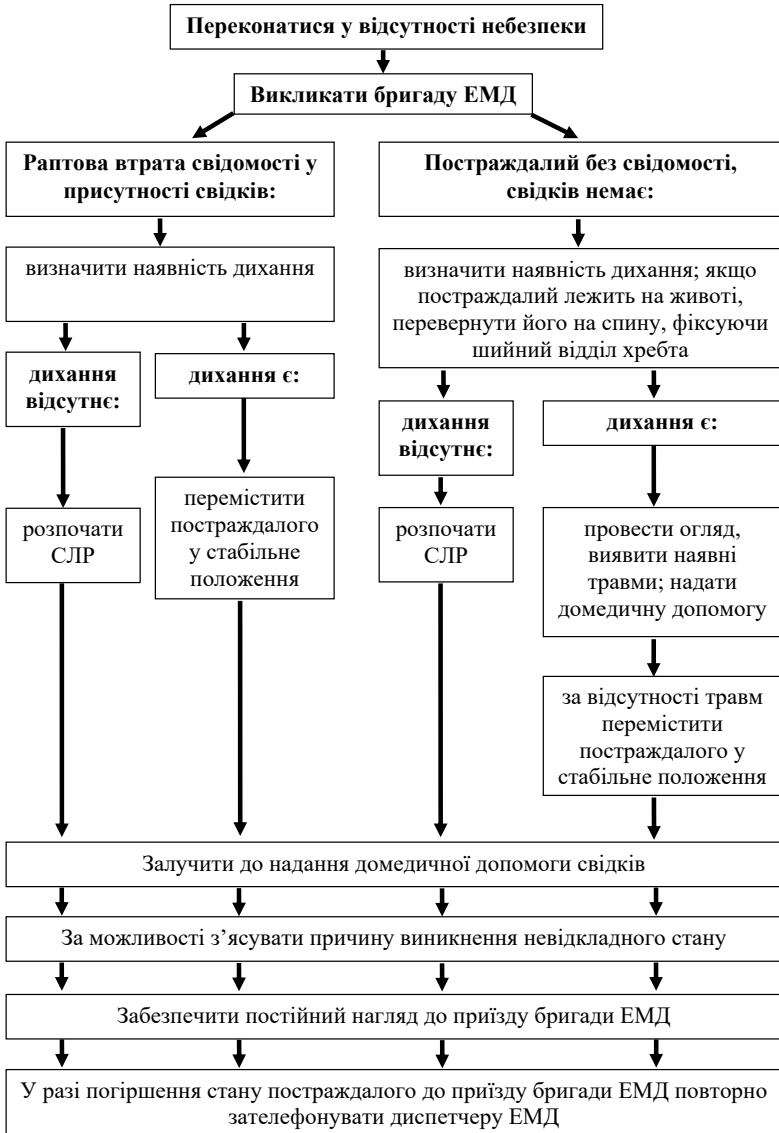 Переконатися у відсутності небезпеки
Викликати бригаду ЕМД
Раптова втрата свідомості у
присутності свідків:
Постраждалий без свідомості,
свідків немає:
визначити наявність дихання
визначити наявність дихання; якщо
постраждалий лежить на животі,
перевернути його на спину, фіксуючи
шийний відділ хребта
дихання
відсутнє:
дихання є:
дихання
відсутнє:
дихання є:
розпочати
СЛР
перемістити
постраждалого
у стабільне
положення
розпочати
СЛР
провести огляд,
виявити наявні
травми; надати
домедичну допомогу
за відсутності травм
перемістити
постраждалого у
стабільне положення
Залучити до надання домедичної допомоги свідків
За можливості з’ясувати причину виникнення невідкладного стану
Забезпечити постійний нагляд до приїзду бригади ЕМД
У разі погіршення стану постраждалого до приїзду бригади ЕМД повторно
зателефонувати диспетчеру ЕМД